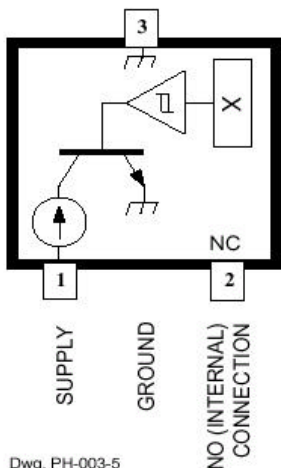 3
X
NC
1
2
SUPPLY
GROUND
NO (INTERNAL)
CONNECTION
Dwg. PH-003-5